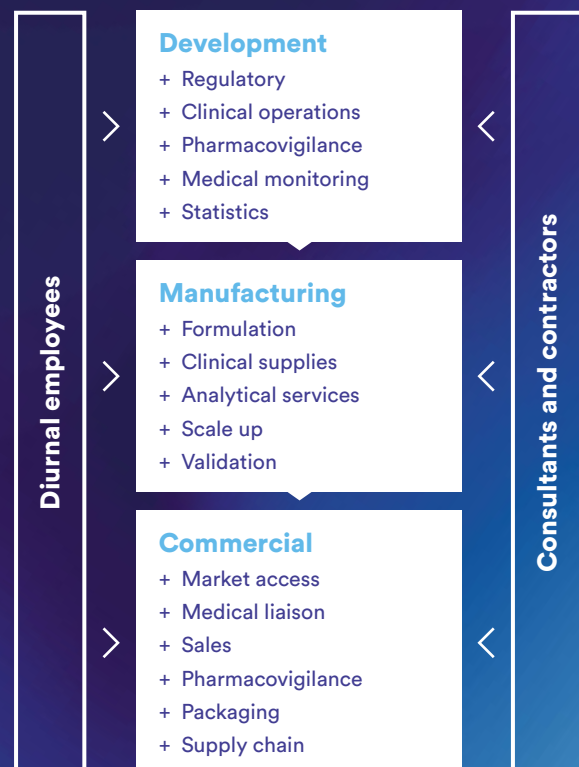 Diurnal employees
Development
+ Regulatory
+ Clinical operations
+ Pharmacovigilance
+ Medical monitoring
+ Statistics
Manufacturing
+ Formulation
+ Clinical supplies
+ Analytical services
+ Scale up
+ Validation
Commercial
+ Market access
+ Medical liaison
+ Sales
+ Pharmacovigilance
+ Packaging
+ Supply chain
Consultants and contractors